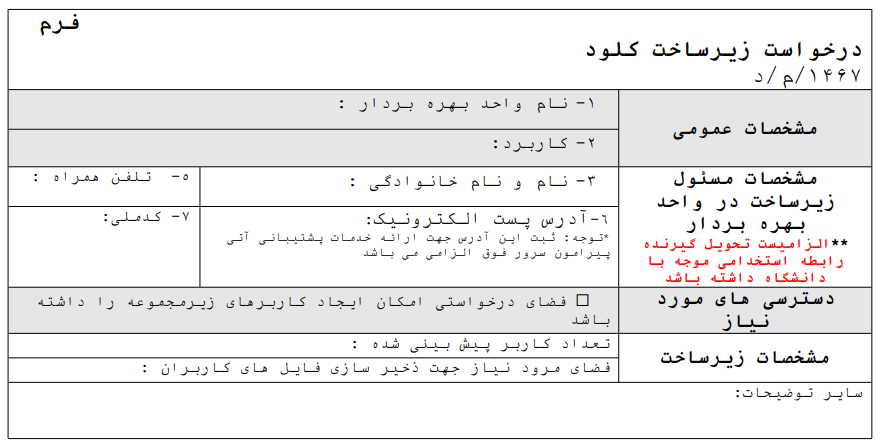 فرم
درخواست زیرساخت کلود
۱۴۶۷/م/د
مشخصات عمومی
۱- نام واحد بهره بردار :
۲- کاربرد:
مشخصات مسئول
زیرساخت در واحد
بهره بردار
**الزامیست تحویل گیرنده
رابطه استخدامی موجه با
دانشگاه داشته باشد
۳- نام و نام خانوادگی :
۵- تلفن همراه :
۶-آدرس پست الکترونیک:
*توجه: ثبت این آدرس جهت ارائه خدمات پشتیبانی آتی
پیرامون سرور فوق الزامی می باشد
۷- کدملی:
دسترسی های مورد
نیاز
☐ فضای درخواستی امکان ایجاد کاربرهای زیرمجموعه را داشته
باشد
مشخصات زیرساخت
تعداد کاربر پیش بینی شده :
فضای مرود نیاز جهت ذخیر سازی فایل های کاربران :
سایر توضیحات: